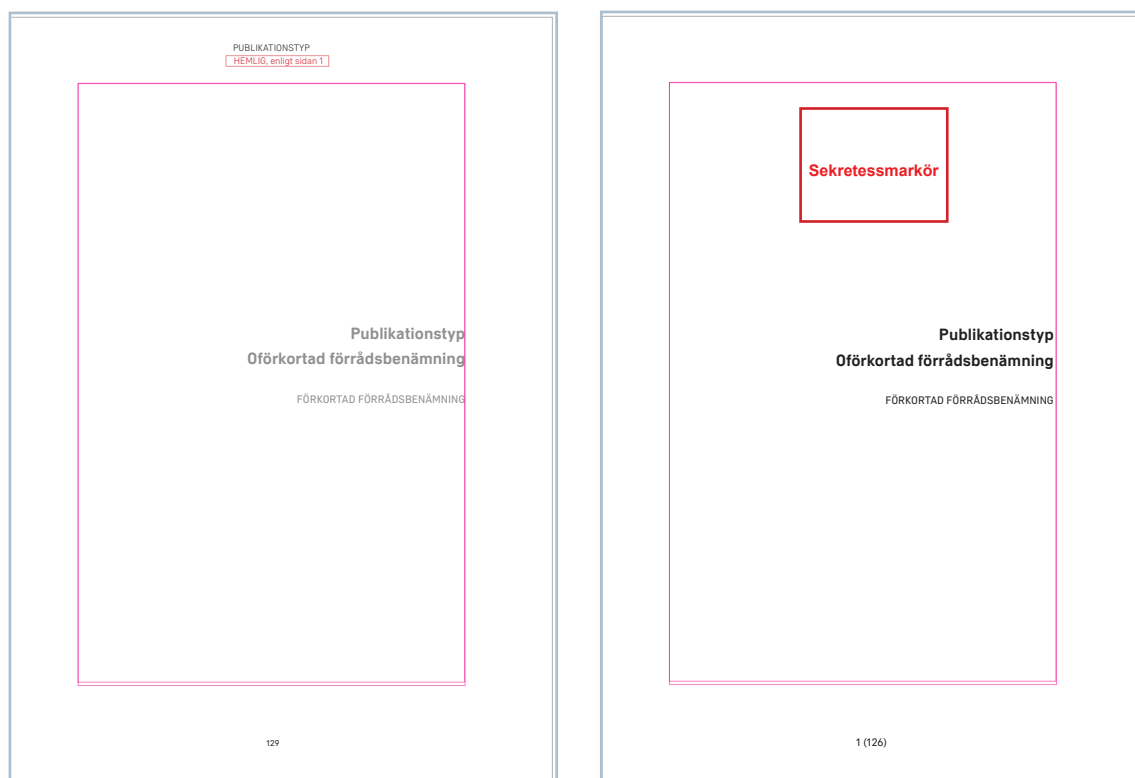 PUBLIKATIONSTYP
HEMLIG, enligt sidan 1
Publikationstyp
Oförkortad förrådsbenämning
FÖRKORTAD FÖRRÅDSBENÄMNING
129
Sekretessmarkör
Publikationstyp
Oförkortad förrådsbenämning
FÖRKORTAD FÖRRÅDSBENÄMNING
1 (126)